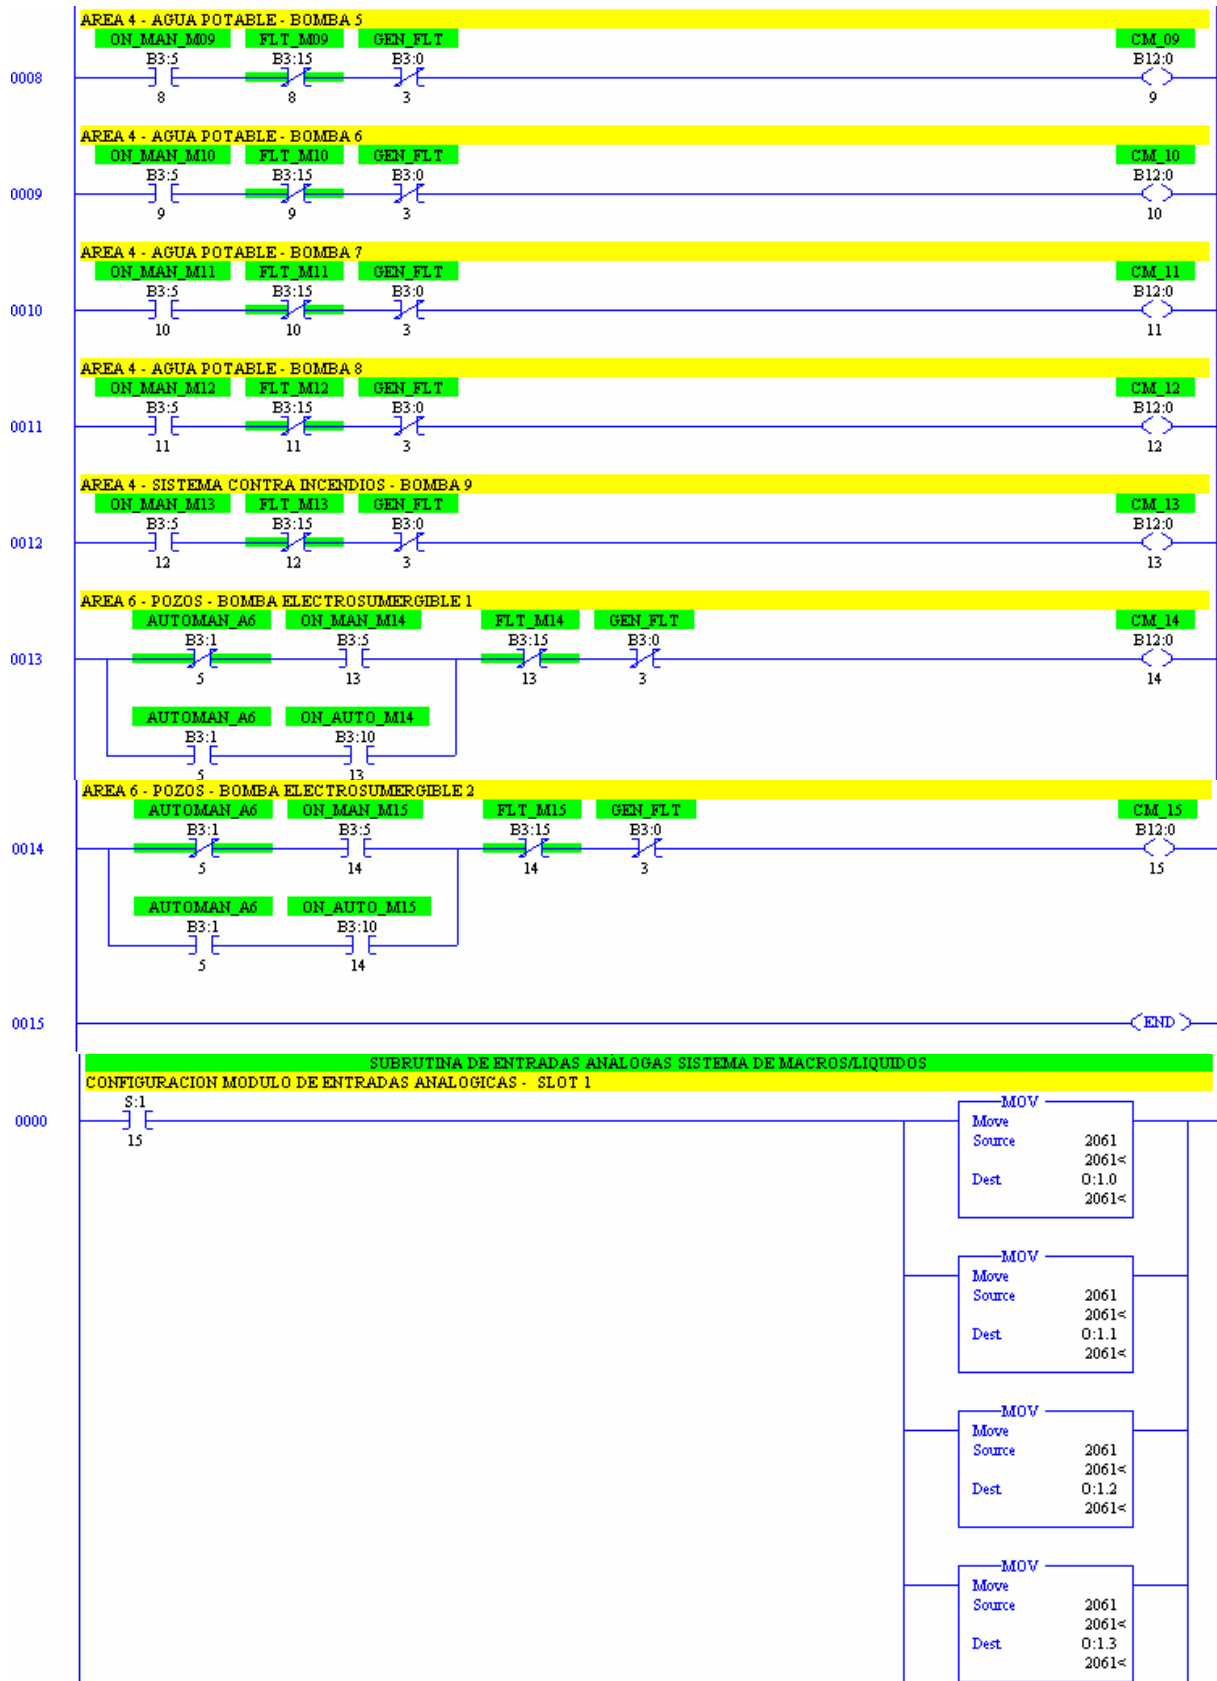 AREA 4 - AGUA POTABLE - BOMBA 5
ON_MAN_M09 FLT_M09 GEN_FLT CM_09
B3:5 B3:15 B3:0 B12:0
0008
8 8 3 9
AREA 4 - AGUA POTABLE - BOMBA 6
ON_MAN_M10 FLT_M10 GEN_FLT CM_10
B3:5 B3:15 B3:0 B12:0
0009
9 9 3 10
AREA 4 - AGUA POTABLE - BOMBA 7
ON_MAN_M11 FLT_M11 GEN_FLT CM_11
B3:5 B3:15 B3:0 B12:0
0010
10 10 3 11
AREA 4 - AGUA POTABLE - BOMBA 8
ON_MAN_M12 FLT_M12 GEN_FLT CM_12
B3:5 B3:15 B3:0 B12:0
0011
11 11 3 12
AREA 4 - SISTEMA CONTRA INCENDIOS - BOMBA 9
ON_MAN_M13 FLT_M13 GEN_FLT CM_13
B3:5 B3:15 B3:0 B12:0
0012
12 12 3 13
AREA 6 - POZOS - BOMBA ELECTROSUMERGIBLE 1
AUTOMAN_A6 ON_MAN_M14 FLT_M14 GEN_FLT CM_14
B3:1 B3:5 B3:15 B3:0 B12:0
0013
5 13 13 3 14
AUTOMAN_A6 ON_AUTO_M14
B3:1 B3:10
5 13
AREA 6 - POZOS - BOMBA ELECTROSUMERGIBLE 2
AUTOMAN_A6 ON_MAN_M15 FLT_M15 GEN_FLT CM_15
B3:1 B3:5 B3:15 B3:0 B12:0
0014
5 14 14 3 15
AUTOMAN_A6 ON_AUTO_M15
B3:1 B3:10
5 14
0015 END
SUBRUTINA DE ENTRADAS ANALOGAS SISTEMA DE MACROS/LIQUIDOS
CONFIGURACION MODULO DE ENTRADAS ANALOGICAS - SLOT 1
S:1
0000
15
MOV
Move
Source 2061
2061<
Dest O:1.0
2061<
MOV
Move
Source 2061
2061<
Dest O:1.1
2061<
MOV
Move
Source 2061
2061<
Dest O:1.2
2061<
MOV
Move
Source 2061
2061<
Dest O:1.3
2061<